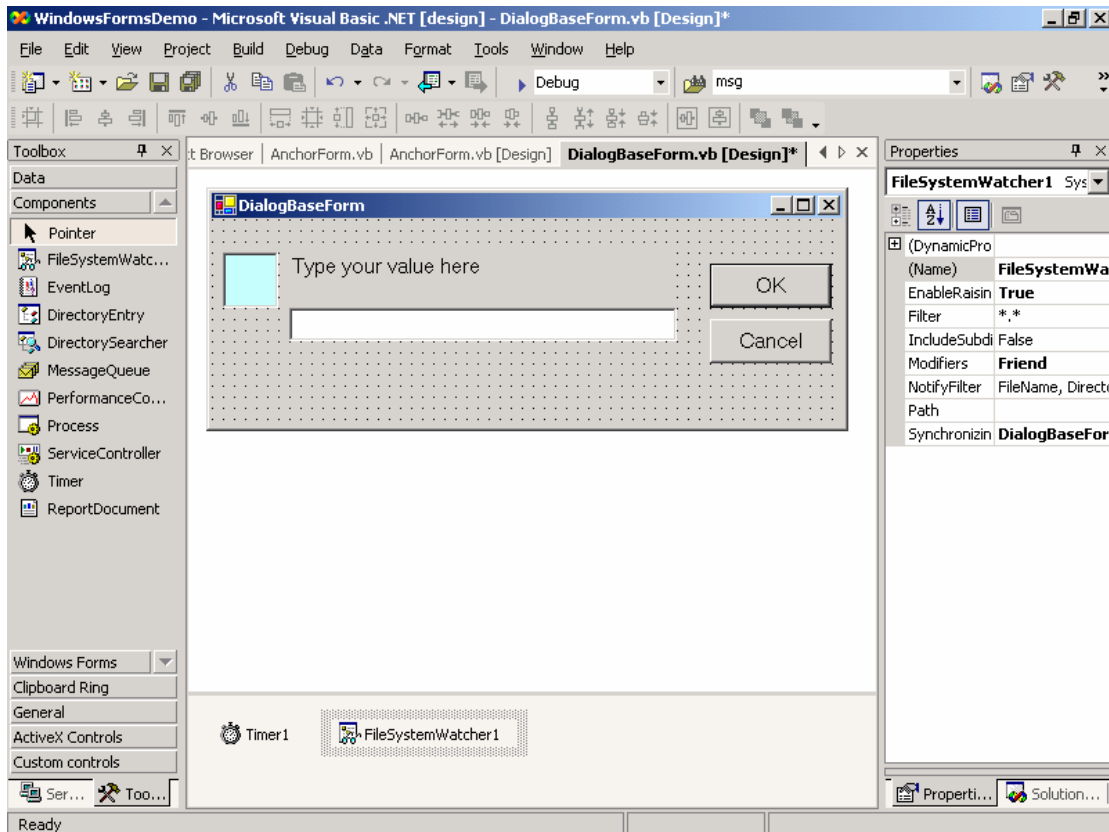 WindowsFormsDemo - Microsoft Visual Basic .NET [design] - DialogBaseForm.vb [Design]*
File Edit View Project Build Debug Data Format Tools Window Help
Debug msg
Toolbox
Data
Components
Pointer
FileSystemWatc...
EventLog
DirectoryEntry
DirectorySearcher
MessageQueue
PerformanceCo...
Process
ServiceController
Timer
ReportDocument
Windows Forms
Clipboard Ring
General
ActiveX Controls
Custom controls
Ser... Too...
:t Browser AnchorForm.vb AnchorForm.vb [Design] DialogBaseForm.vb [Design]*
DialogBaseForm
Type your value here
OK
Cancel
Timer1 FileSystemWatcher1
Properties
FileSystemWatcher1 Sys
(DynamicPro
(Name) FileSystemWa
EnableRaisin True
Filter *.*
IncludeSubdi False
Modifiers Friend
NotifyFilter FileName, Directo
Path
Synchronizin DialogBaseFor
Properti... Solution...
Ready